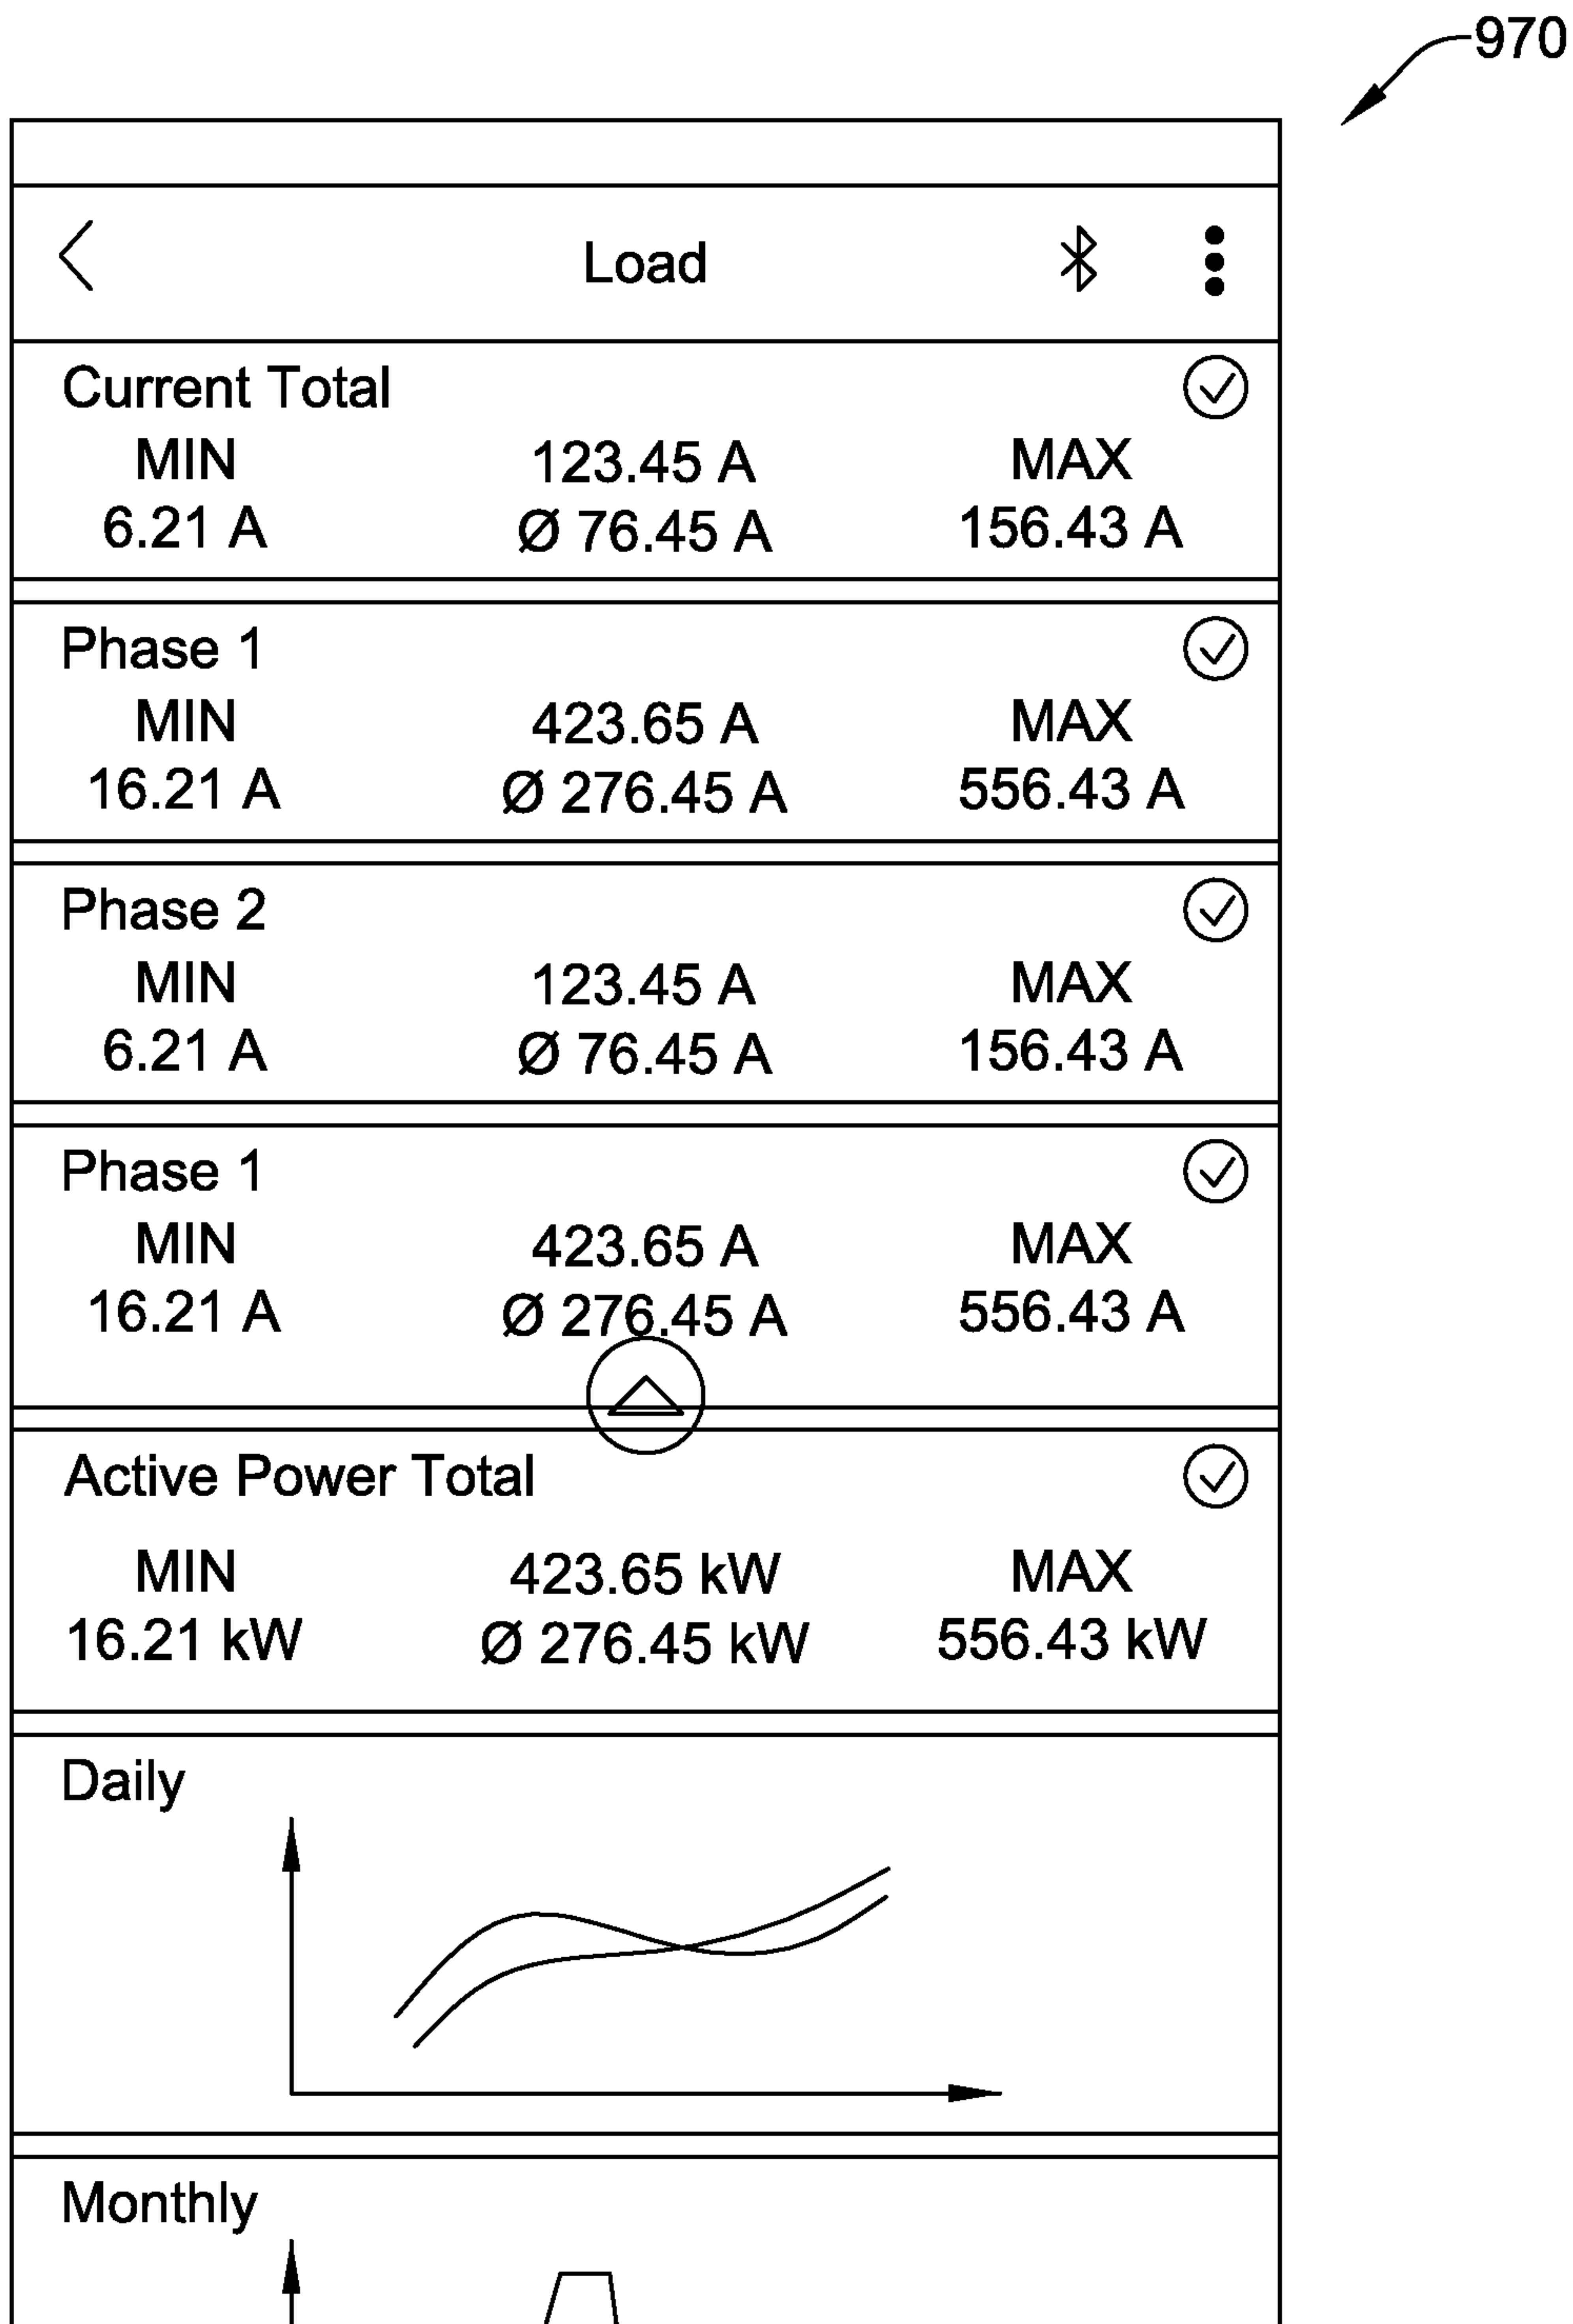 970
Load
Current Total
MIN 123.45 A MAX
6.21 A Ø 76.45 A 156.43 A
Phase 1
MIN 423.65 A MAX
16.21 A Ø 276.45 A 556.43 A
Phase 2
MIN 123.45 A MAX
6.21 A Ø 76.45 A 156.43 A
Phase 1
MIN 423.65 A MAX
16.21 A Ø 276.45 A 556.43 A
Active Power Total
MIN 423.65 kW MAX
16.21 kW Ø 276.45 kW 556.43 kW
Daily
Monthly